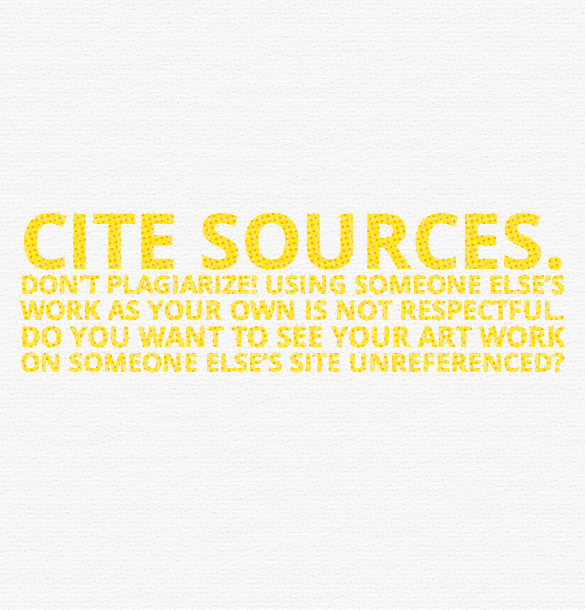 CITE SOURCES.
DON'T PLAGIARIZE! USING SOMEONE ELSE'S
WORK AS YOUR OWN IS NOT RESPECTFUL.
DO YOU WANT TO SEE YOUR ART WORK
ON SOMEONE ELSE'S SITE UNREFERENCED?